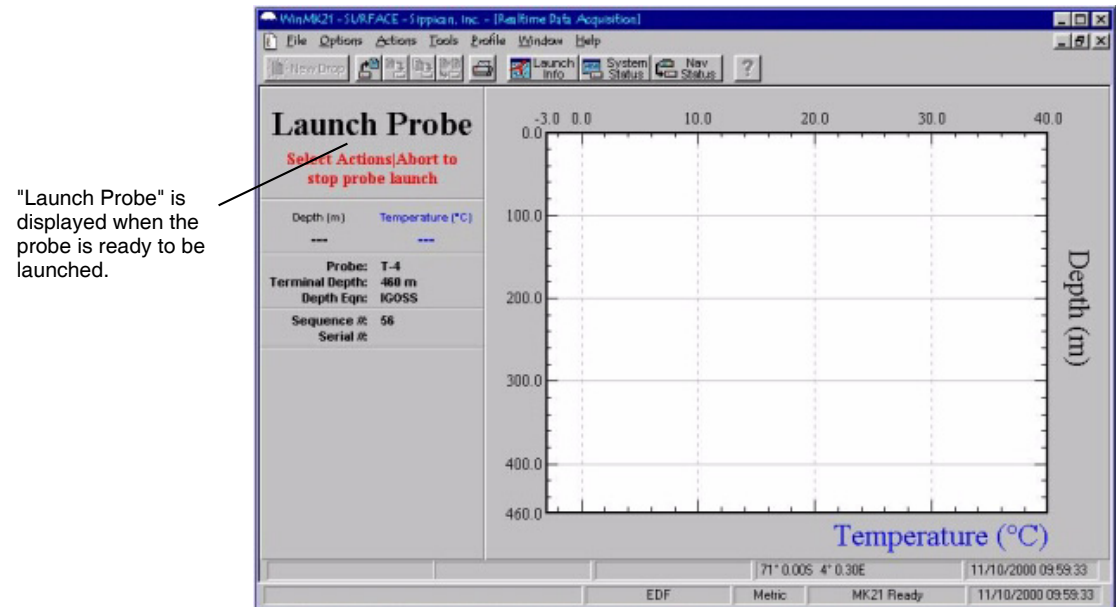 WinMK21 - SURFACE - Sippican, Inc. - [Realtime Data Acquisition]
File Options Actions Tools Profile Window Help
New Drop
Launch Info
System Status
Nav Status
?
Launch Probe
Select Actions|Abort to
stop probe launch
"Launch Probe" is
displayed when the
probe is ready to be
launched.
Depth (m) Temperature (°C)
--- ---
Probe: T-4
Terminal Depth: 460 m
Depth Eqn: IGOSS
Sequence #: 56
Serial #:
-3.0 0.0 10.0 20.0 30.0 40.0
0.0
100.0
200.0
300.0
400.0
460.0
Depth (m)
Temperature (°C)
71° 0.00S 4° 0.30E 11/10/2000 09:59:33
EDF Metric MK21 Ready 11/10/2000 09:59:33